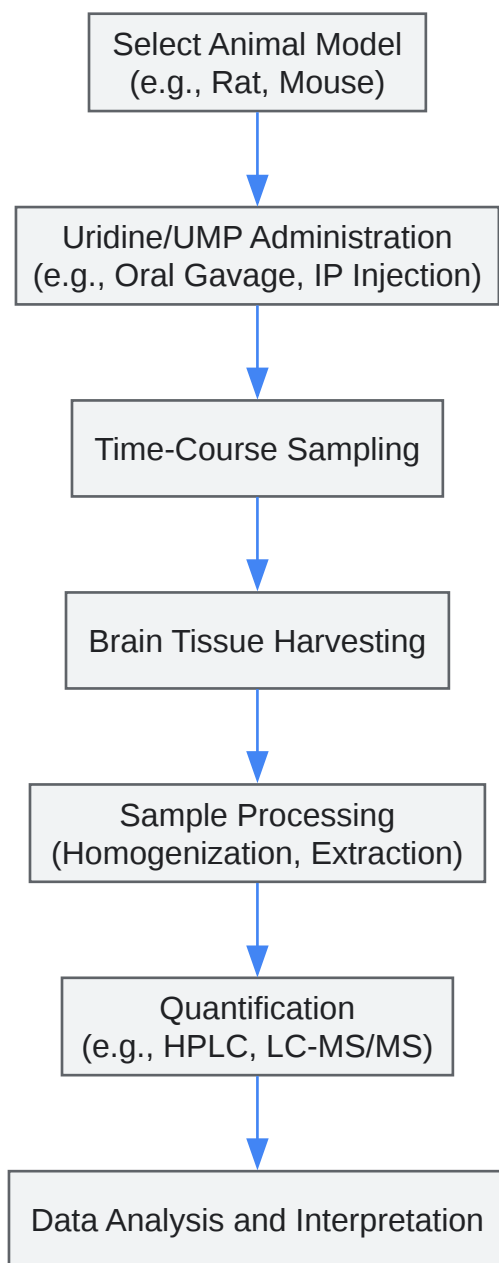 Select Animal Model
(e.g., Rat, Mouse)
Uridine/UMP Administration
(e.g., Oral Gavage, IP Injection)
Time-Course Sampling
Brain Tissue Harvesting
Sample Processing
(Homogenization, Extraction)
Quantification
(e.g., HPLC, LC-MS/MS)
Data Analysis and Interpretation